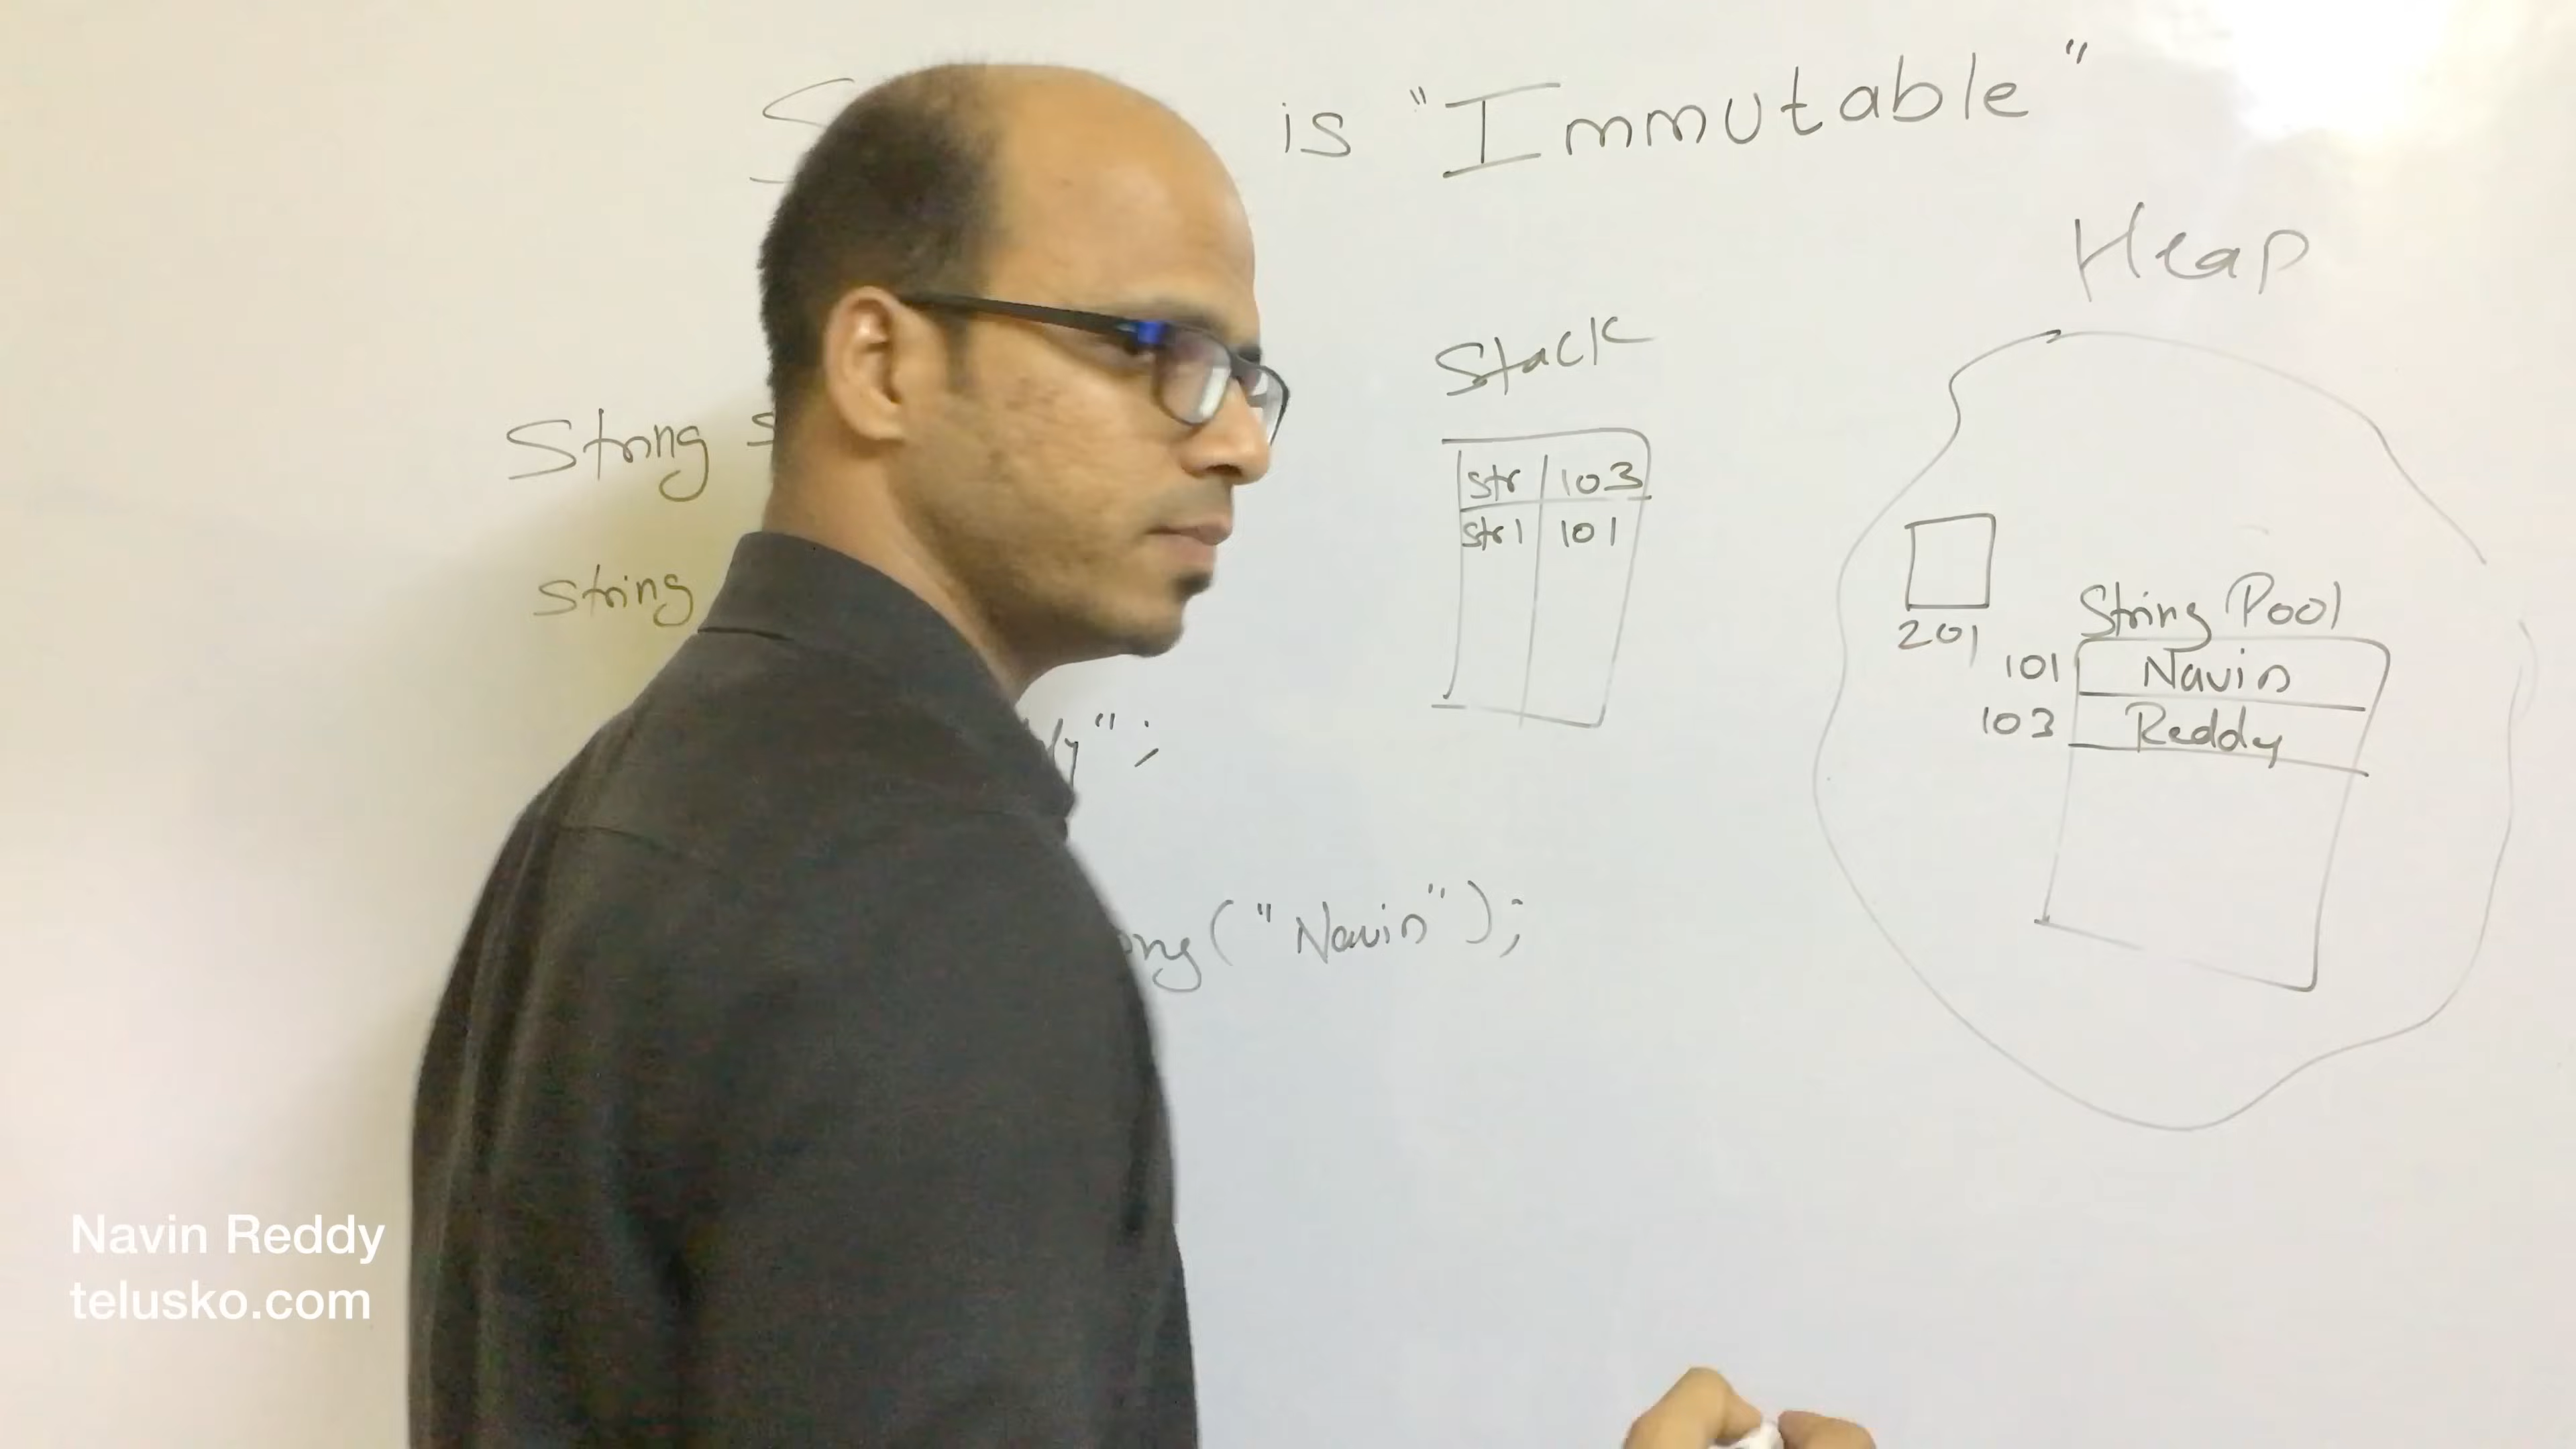 is "Immutable"
Heap
Stack
String
str 103
str1 101
String
201
String Pool
101 Navin
103 Reddy
";
("Navin");
Navin Reddy
telusko.com